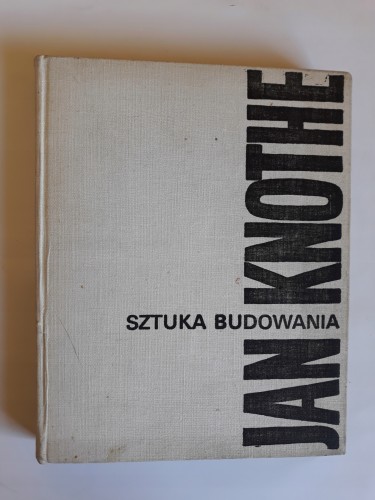 JAN KNOTHE
SZTUKA BUDOWANIA